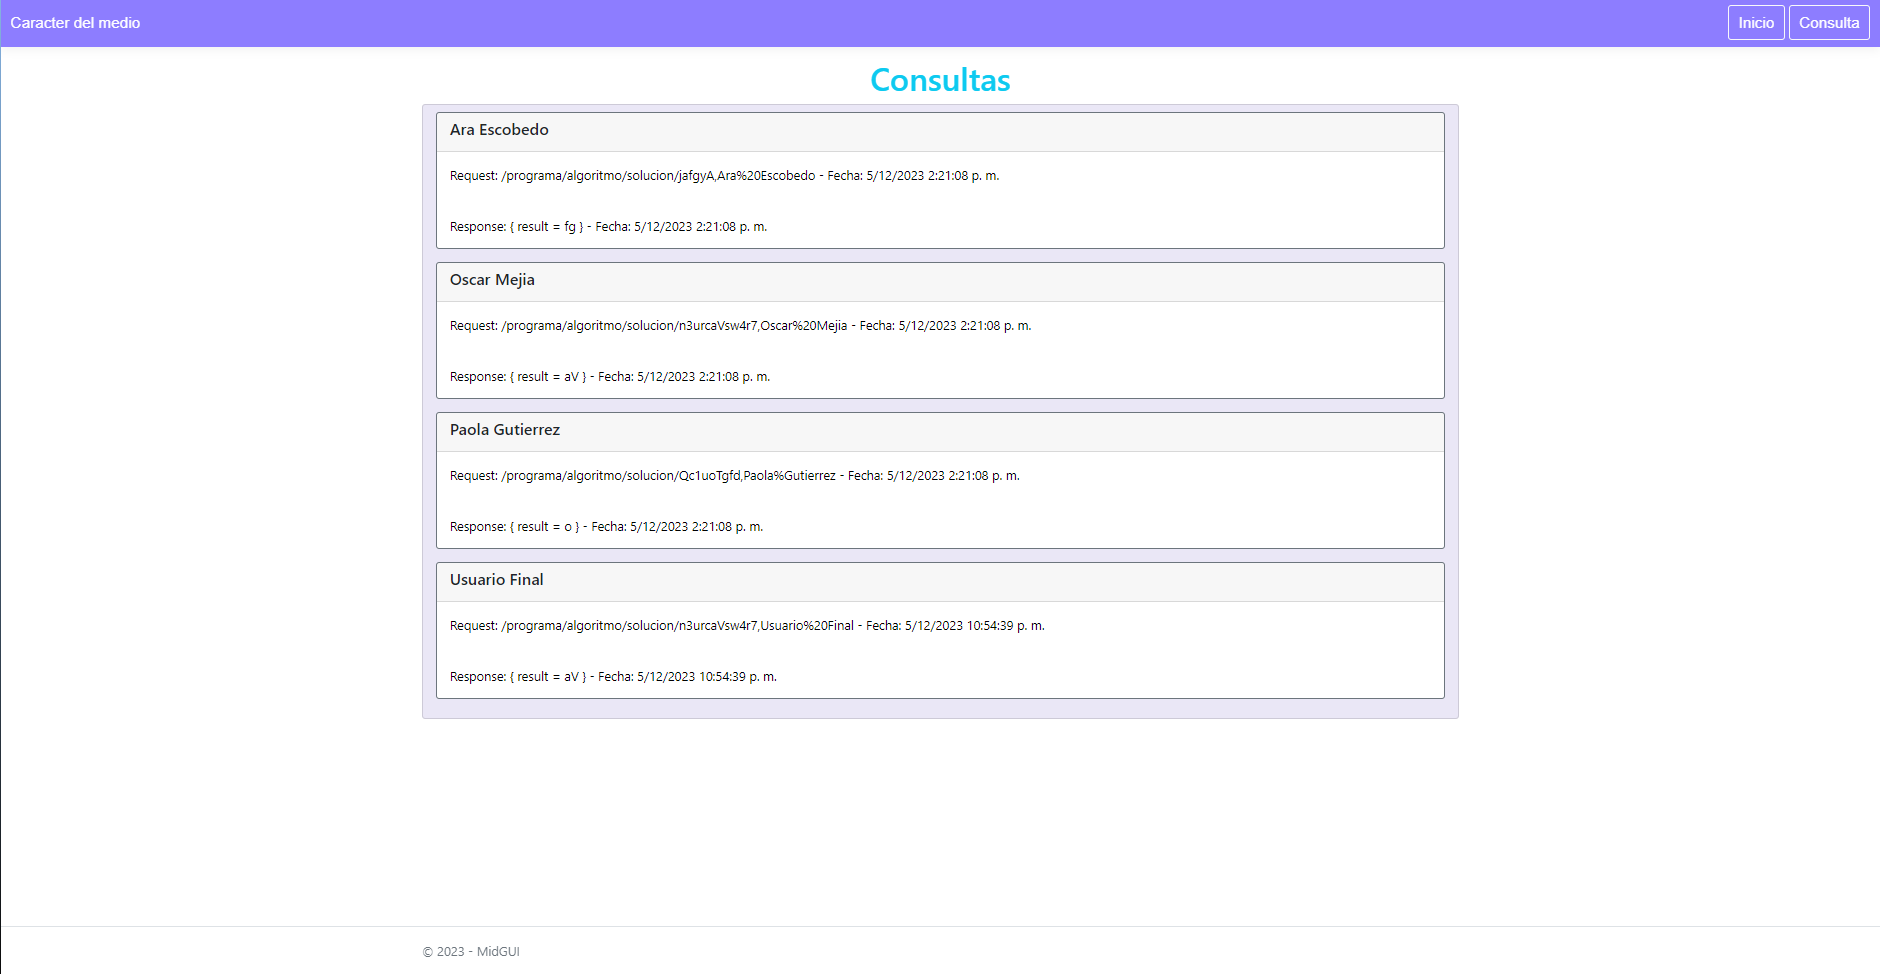 Caracter del medio
Inicio
Consulta
Consultas
Ara Escobedo
Request: /programa/algoritmo/solucion/jafgyA,Ara%20Escobedo - Fecha: 5/12/2023 2:21:08 p. m.
Response: { result = fg } - Fecha: 5/12/2023 2:21:08 p. m.
Oscar Mejia
Request: /programa/algoritmo/solucion/n3urcaVsw4r7,Oscar%20Mejia - Fecha: 5/12/2023 2:21:08 p. m.
Response: { result = aV } - Fecha: 5/12/2023 2:21:08 p. m.
Paola Gutierrez
Request: /programa/algoritmo/solucion/Qc1uoTgfd,Paola%Gutierrez - Fecha: 5/12/2023 2:21:08 p. m.
Response: { result = o } - Fecha: 5/12/2023 2:21:08 p. m.
Usuario Final
Request: /programa/algoritmo/solucion/n3urcaVsw4r7,Usuario%20Final - Fecha: 5/12/2023 10:54:39 p. m.
Response: { result = aV } - Fecha: 5/12/2023 10:54:39 p. m.
© 2023 - MidGUI